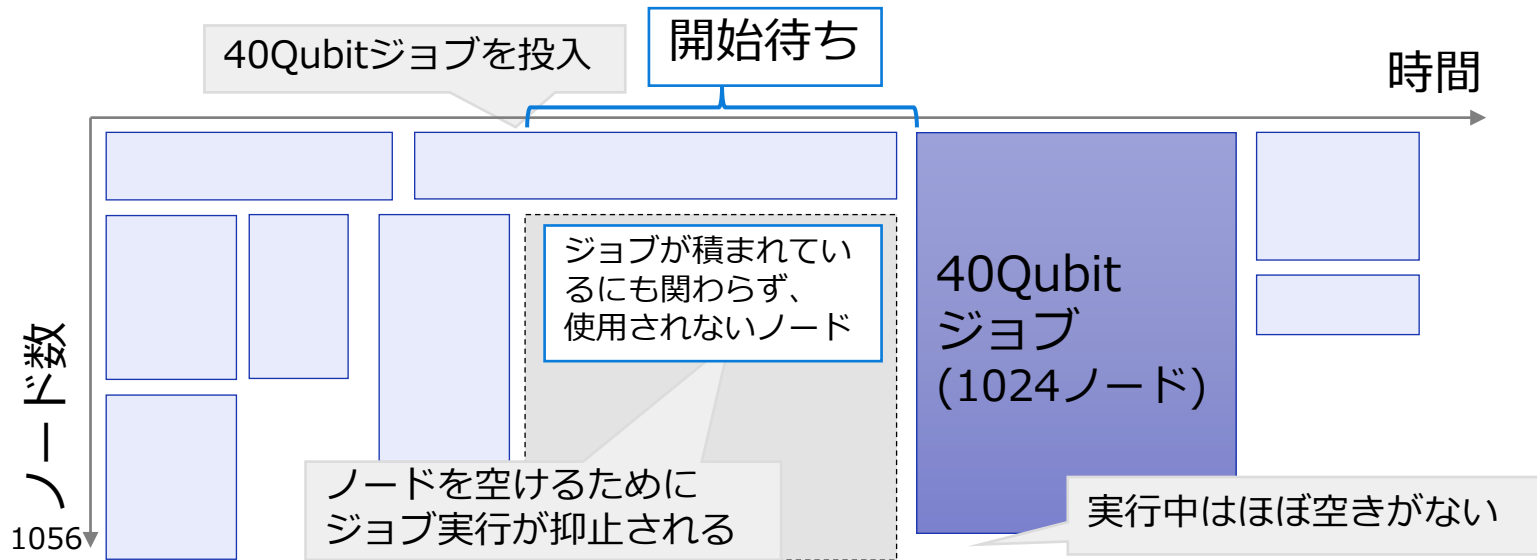 40Qubitジョブを投入
開始待ち
時間
ジョブが積まれてい
るにも関わらず、
使用されないノード
40Qubit
ジョブ
(1024ノード)
ノード数
ノードを空けるために
ジョブ実行が抑止される
実行中はほぼ空きがない
1056